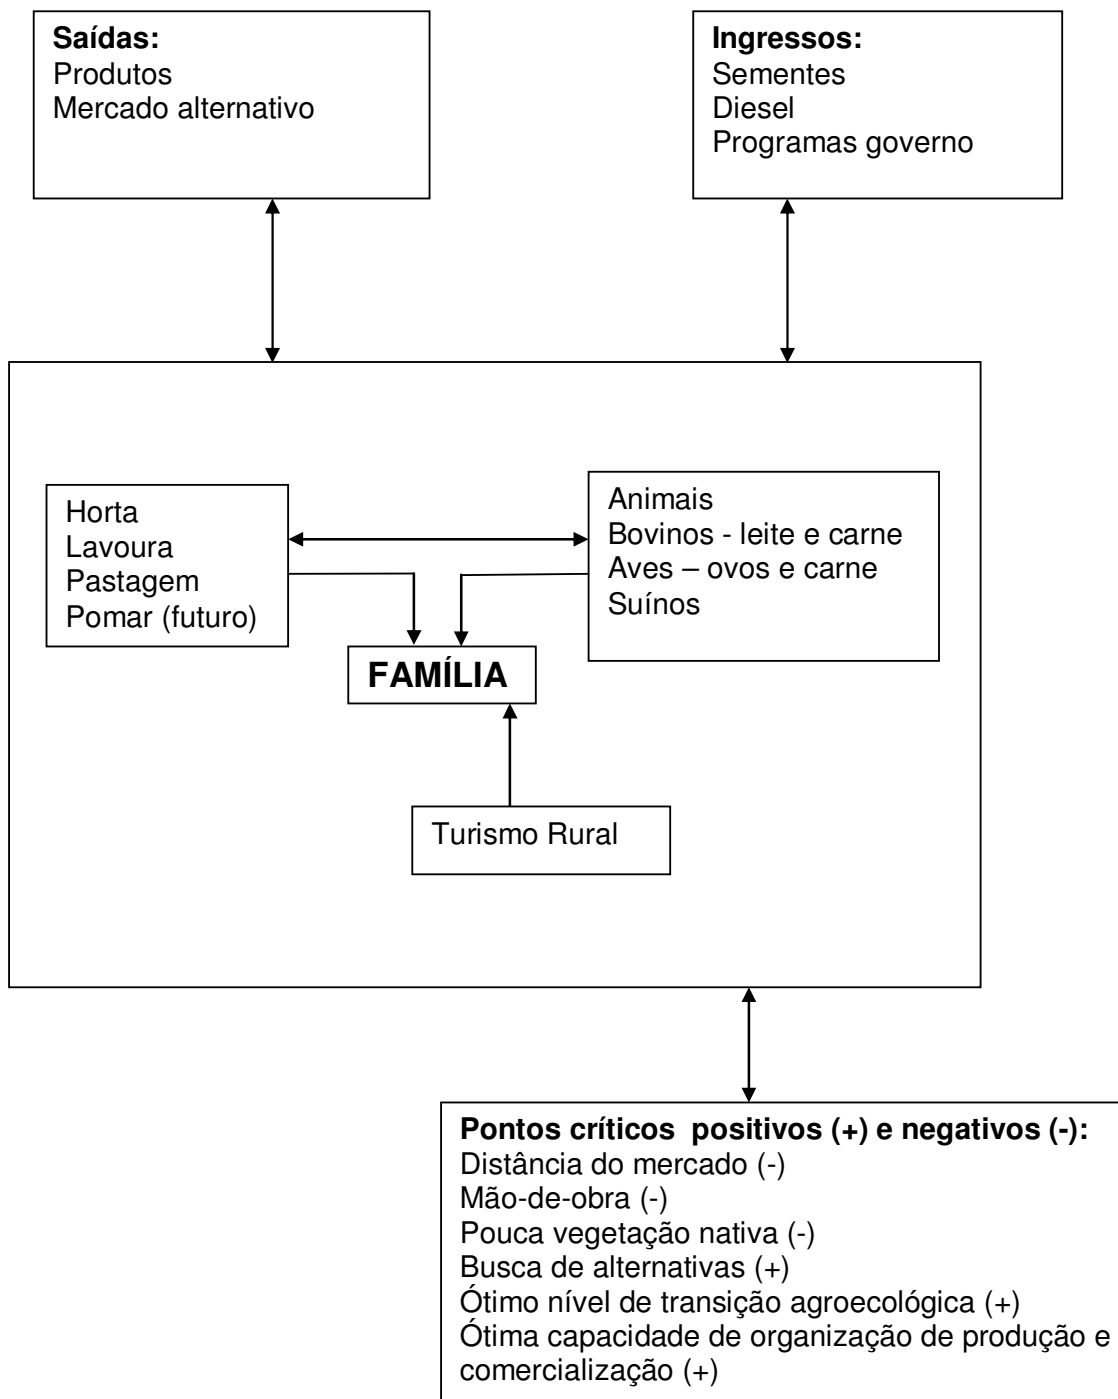 Saídas:
Produtos
Mercado alternativo
Ingressos:
Sementes
Diesel
Programas governo
Horta
Lavoura
Pastagem
Pomar (futuro)
Animais
Bovinos - leite e carne
Aves – ovos e carne
Suínos
FAMÍLIA
Turismo Rural
Pontos críticos  positivos (+) e negativos (-):
Distância do mercado (-)
Mão-de-obra (-)
Pouca vegetação nativa (-)
Busca de alternativas (+)
Ótimo nível de transição agroecológica (+)
Ótima capacidade de organização de produção e
comercialização (+)